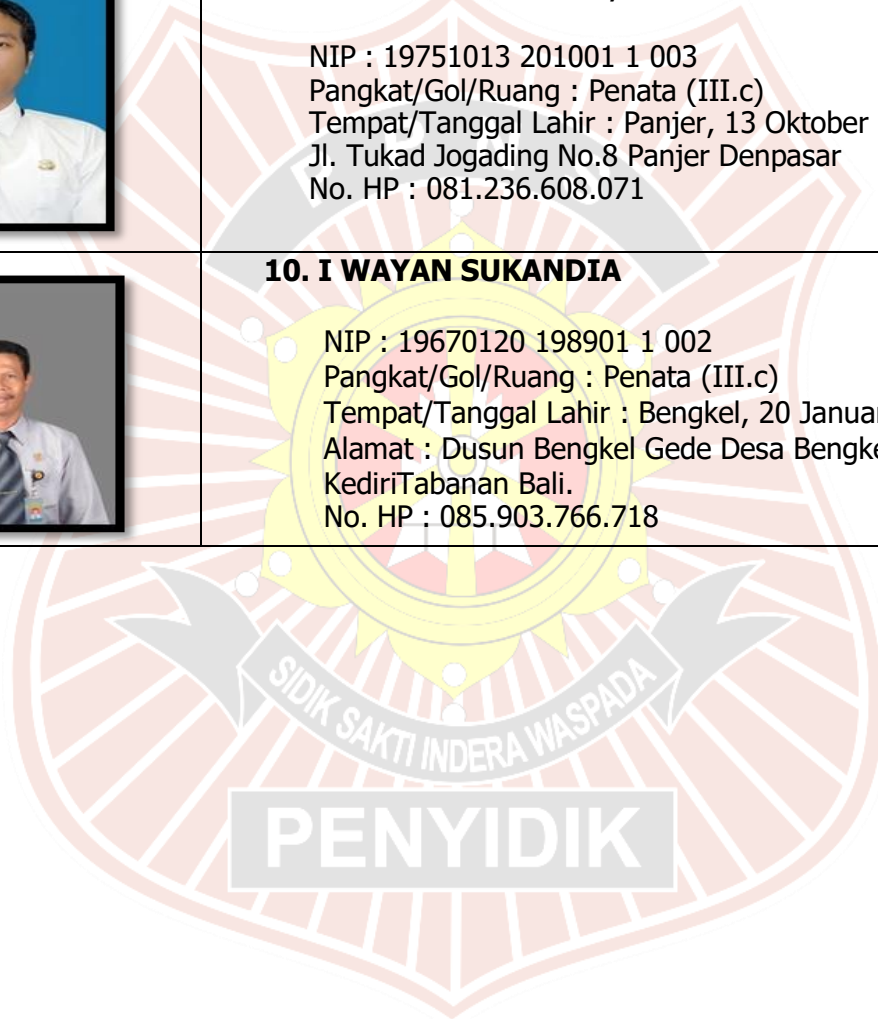 NIP : 19751013 201001 1 003
Pangkat/Gol/Ruang : Penata (III.c)
Tempat/Tanggal Lahir : Panjer, 13 Oktober
Jl. Tukad Jogading No.8 Panjer Denpasar
No. HP : 081.236.608.071
10. I WAYAN SUKANDIA
NIP : 19670120 198901 1 002
Pangkat/Gol/Ruang : Penata (III.c)
Tempat/Tanggal Lahir : Bengkel, 20 Januar
Alamat : Dusun Bengkel Gede Desa Bengke
KediriTabanan Bali.
No. HP : 085.903.766.718
SIDIK SAKTI INDERA WASPADA
PENYIDIK